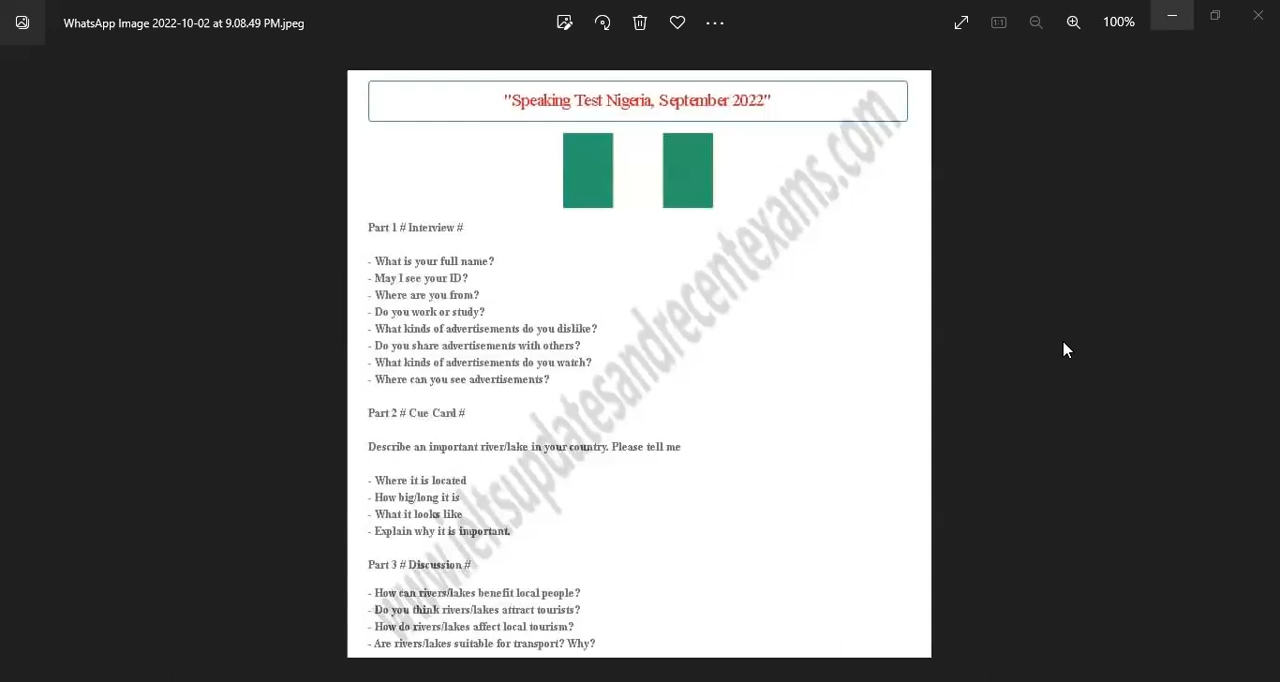 WhatsApp Image 2022-10-02 at 9.08.49 PM.jpeg
100%
"Speaking Test Nigeria, September 2022"
Part 1 # Interview #
- What is your full name?
- May I see your ID?
- Where are you from?
- Do you work or study?
- What kinds of advertisements do you dislike?
- Do you share advertisements with others?
- What kinds of advertisements do you watch?
- Where can you see advertisements?
Part 2 # Cue Card #
Describe an important river/lake in your country. Please tell me
- Where it is located
- How big/long it is
- What it looks like
- Explain why it is important.
Part 3 # Discussion #
- How can rivers/lakes benefit local people?
- Do you think rivers/lakes attract tourists?
- How do rivers/lakes affect local tourism?
- Are rivers/lakes suitable for transport? Why?
www.ieltsupdatesandrecentexams.com